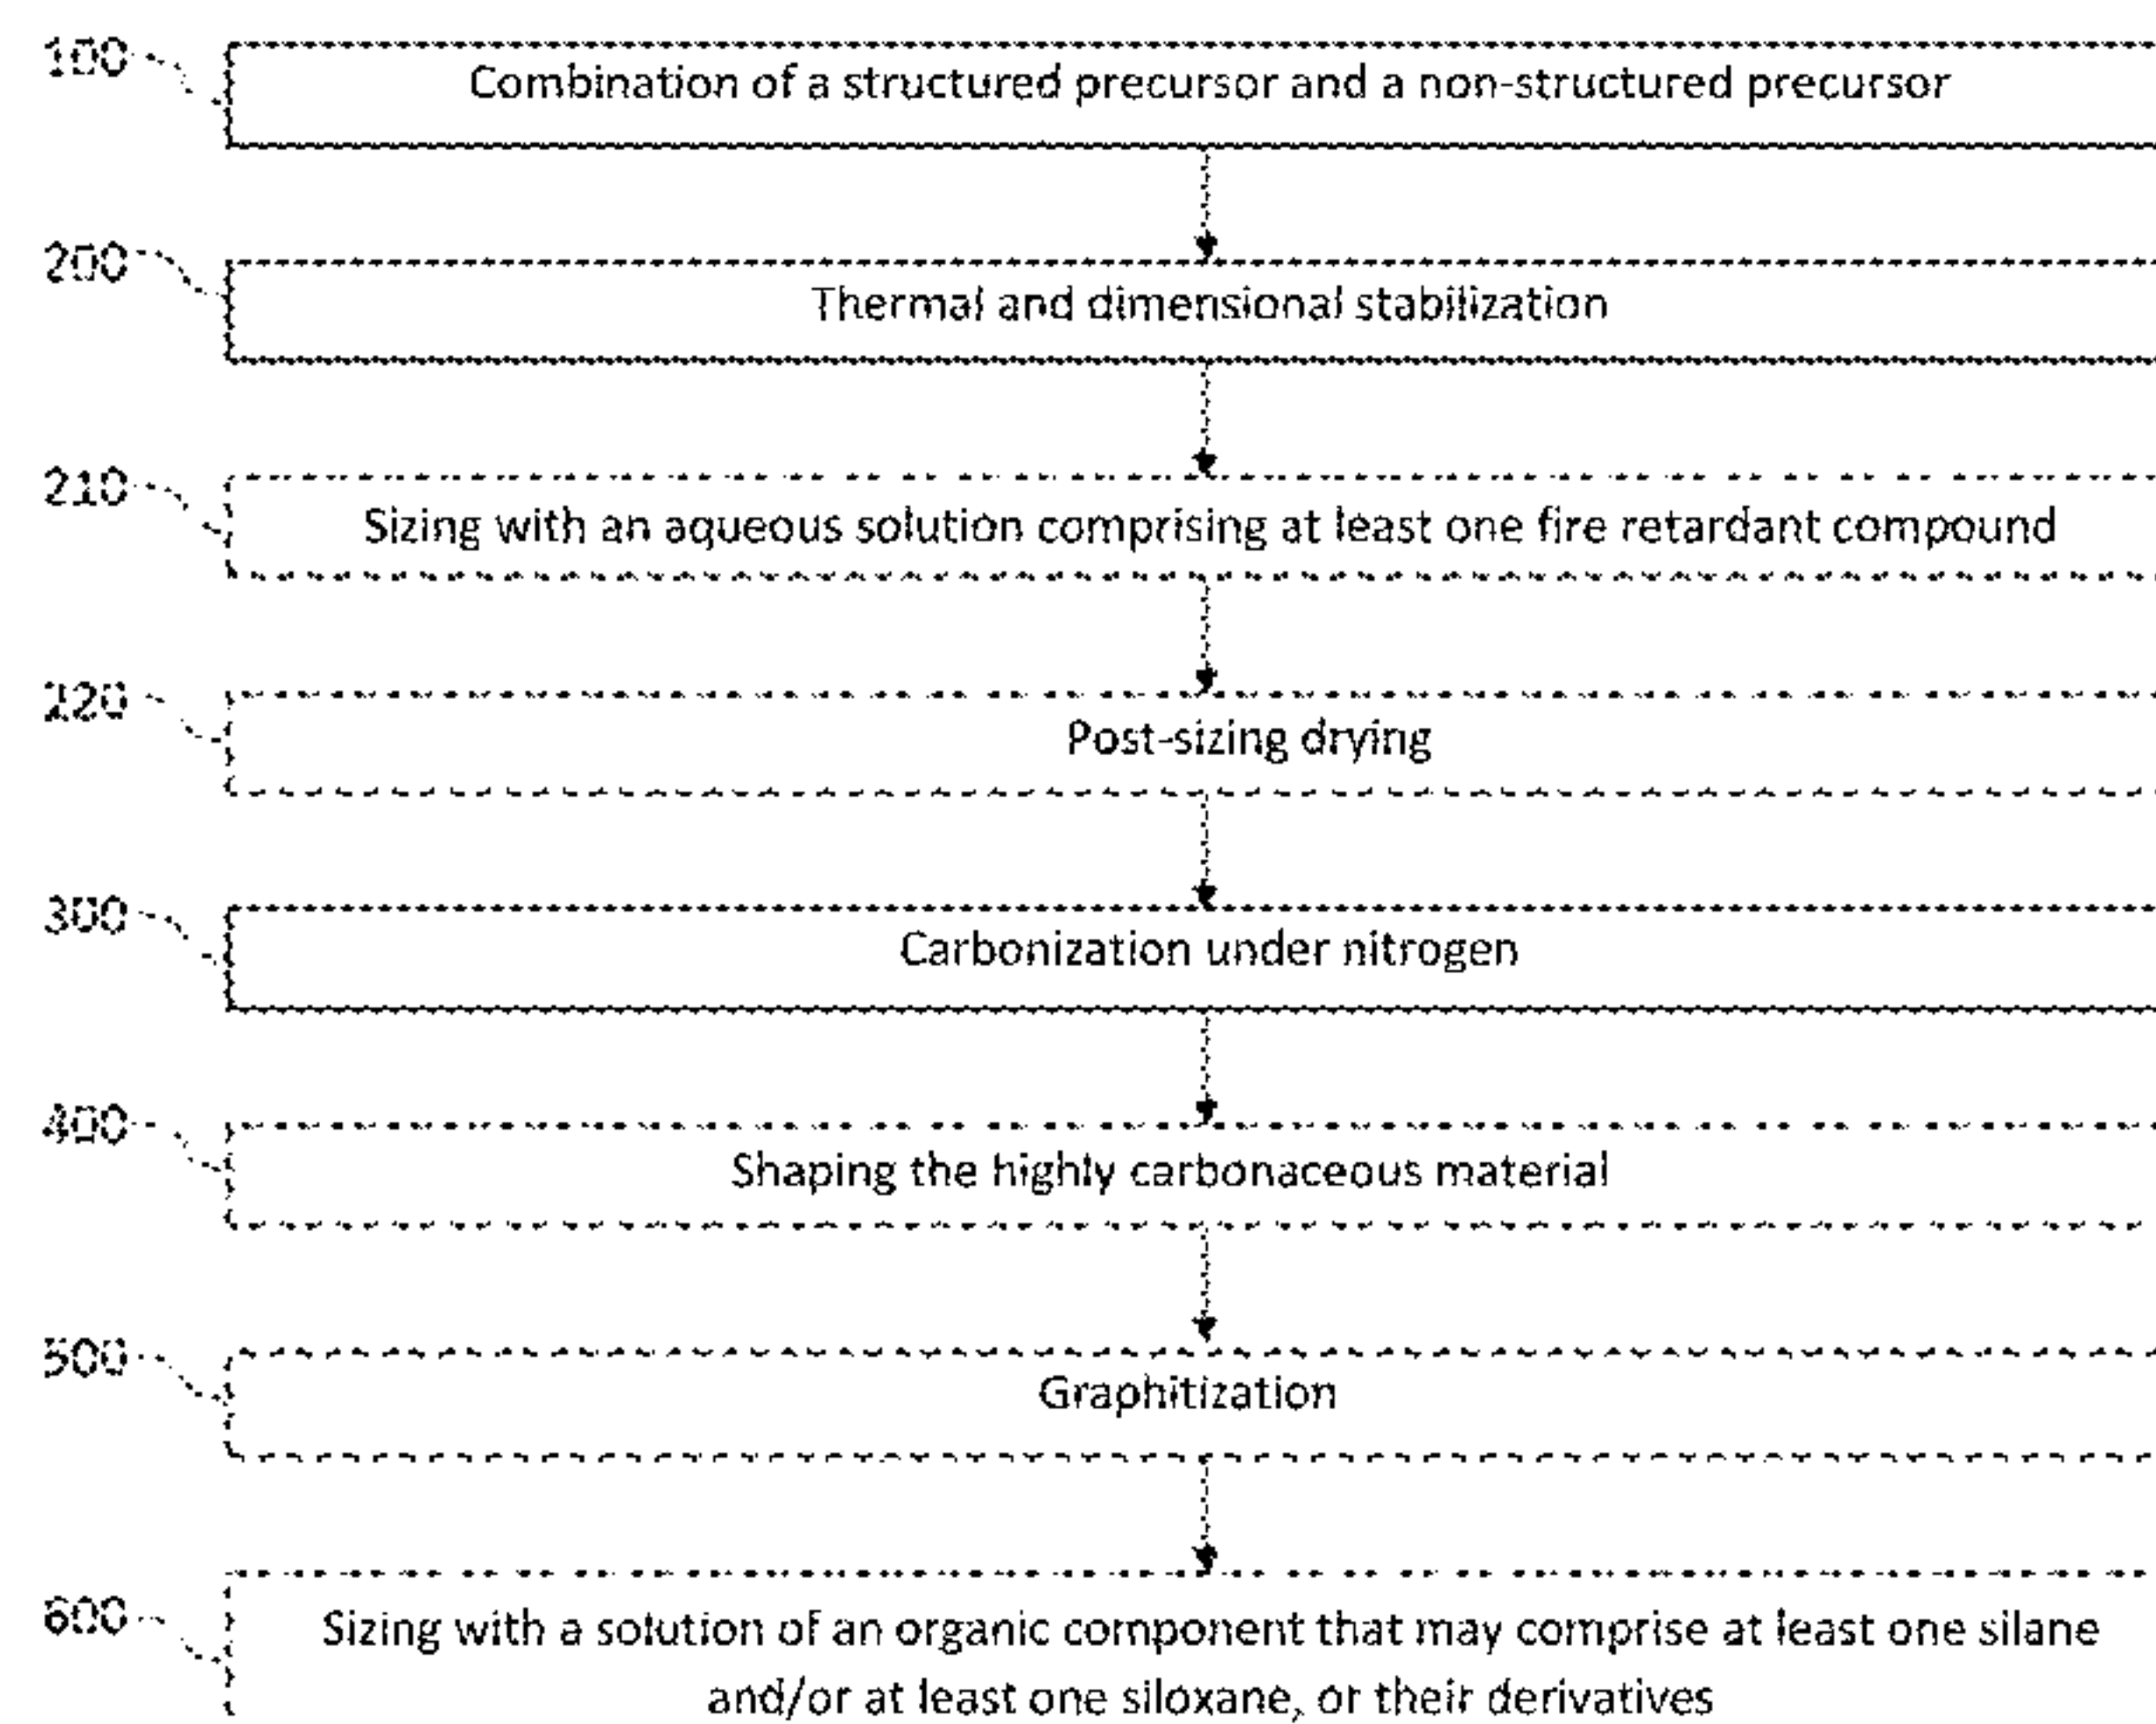 100
Combination of a structured precursor and a non-structured precursor
200
Thermal and dimensional stabilization
210
Sizing with an aqueous solution comprising at least one fire retardant compound
220
Post-sizing drying
300
Carbonization under nitrogen
400
Shaping the highly carbonaceous material
500
Graphitization
600
Sizing with a solution of an organic component that may comprise at least one silane
and/or at least one siloxane, or their derivatives